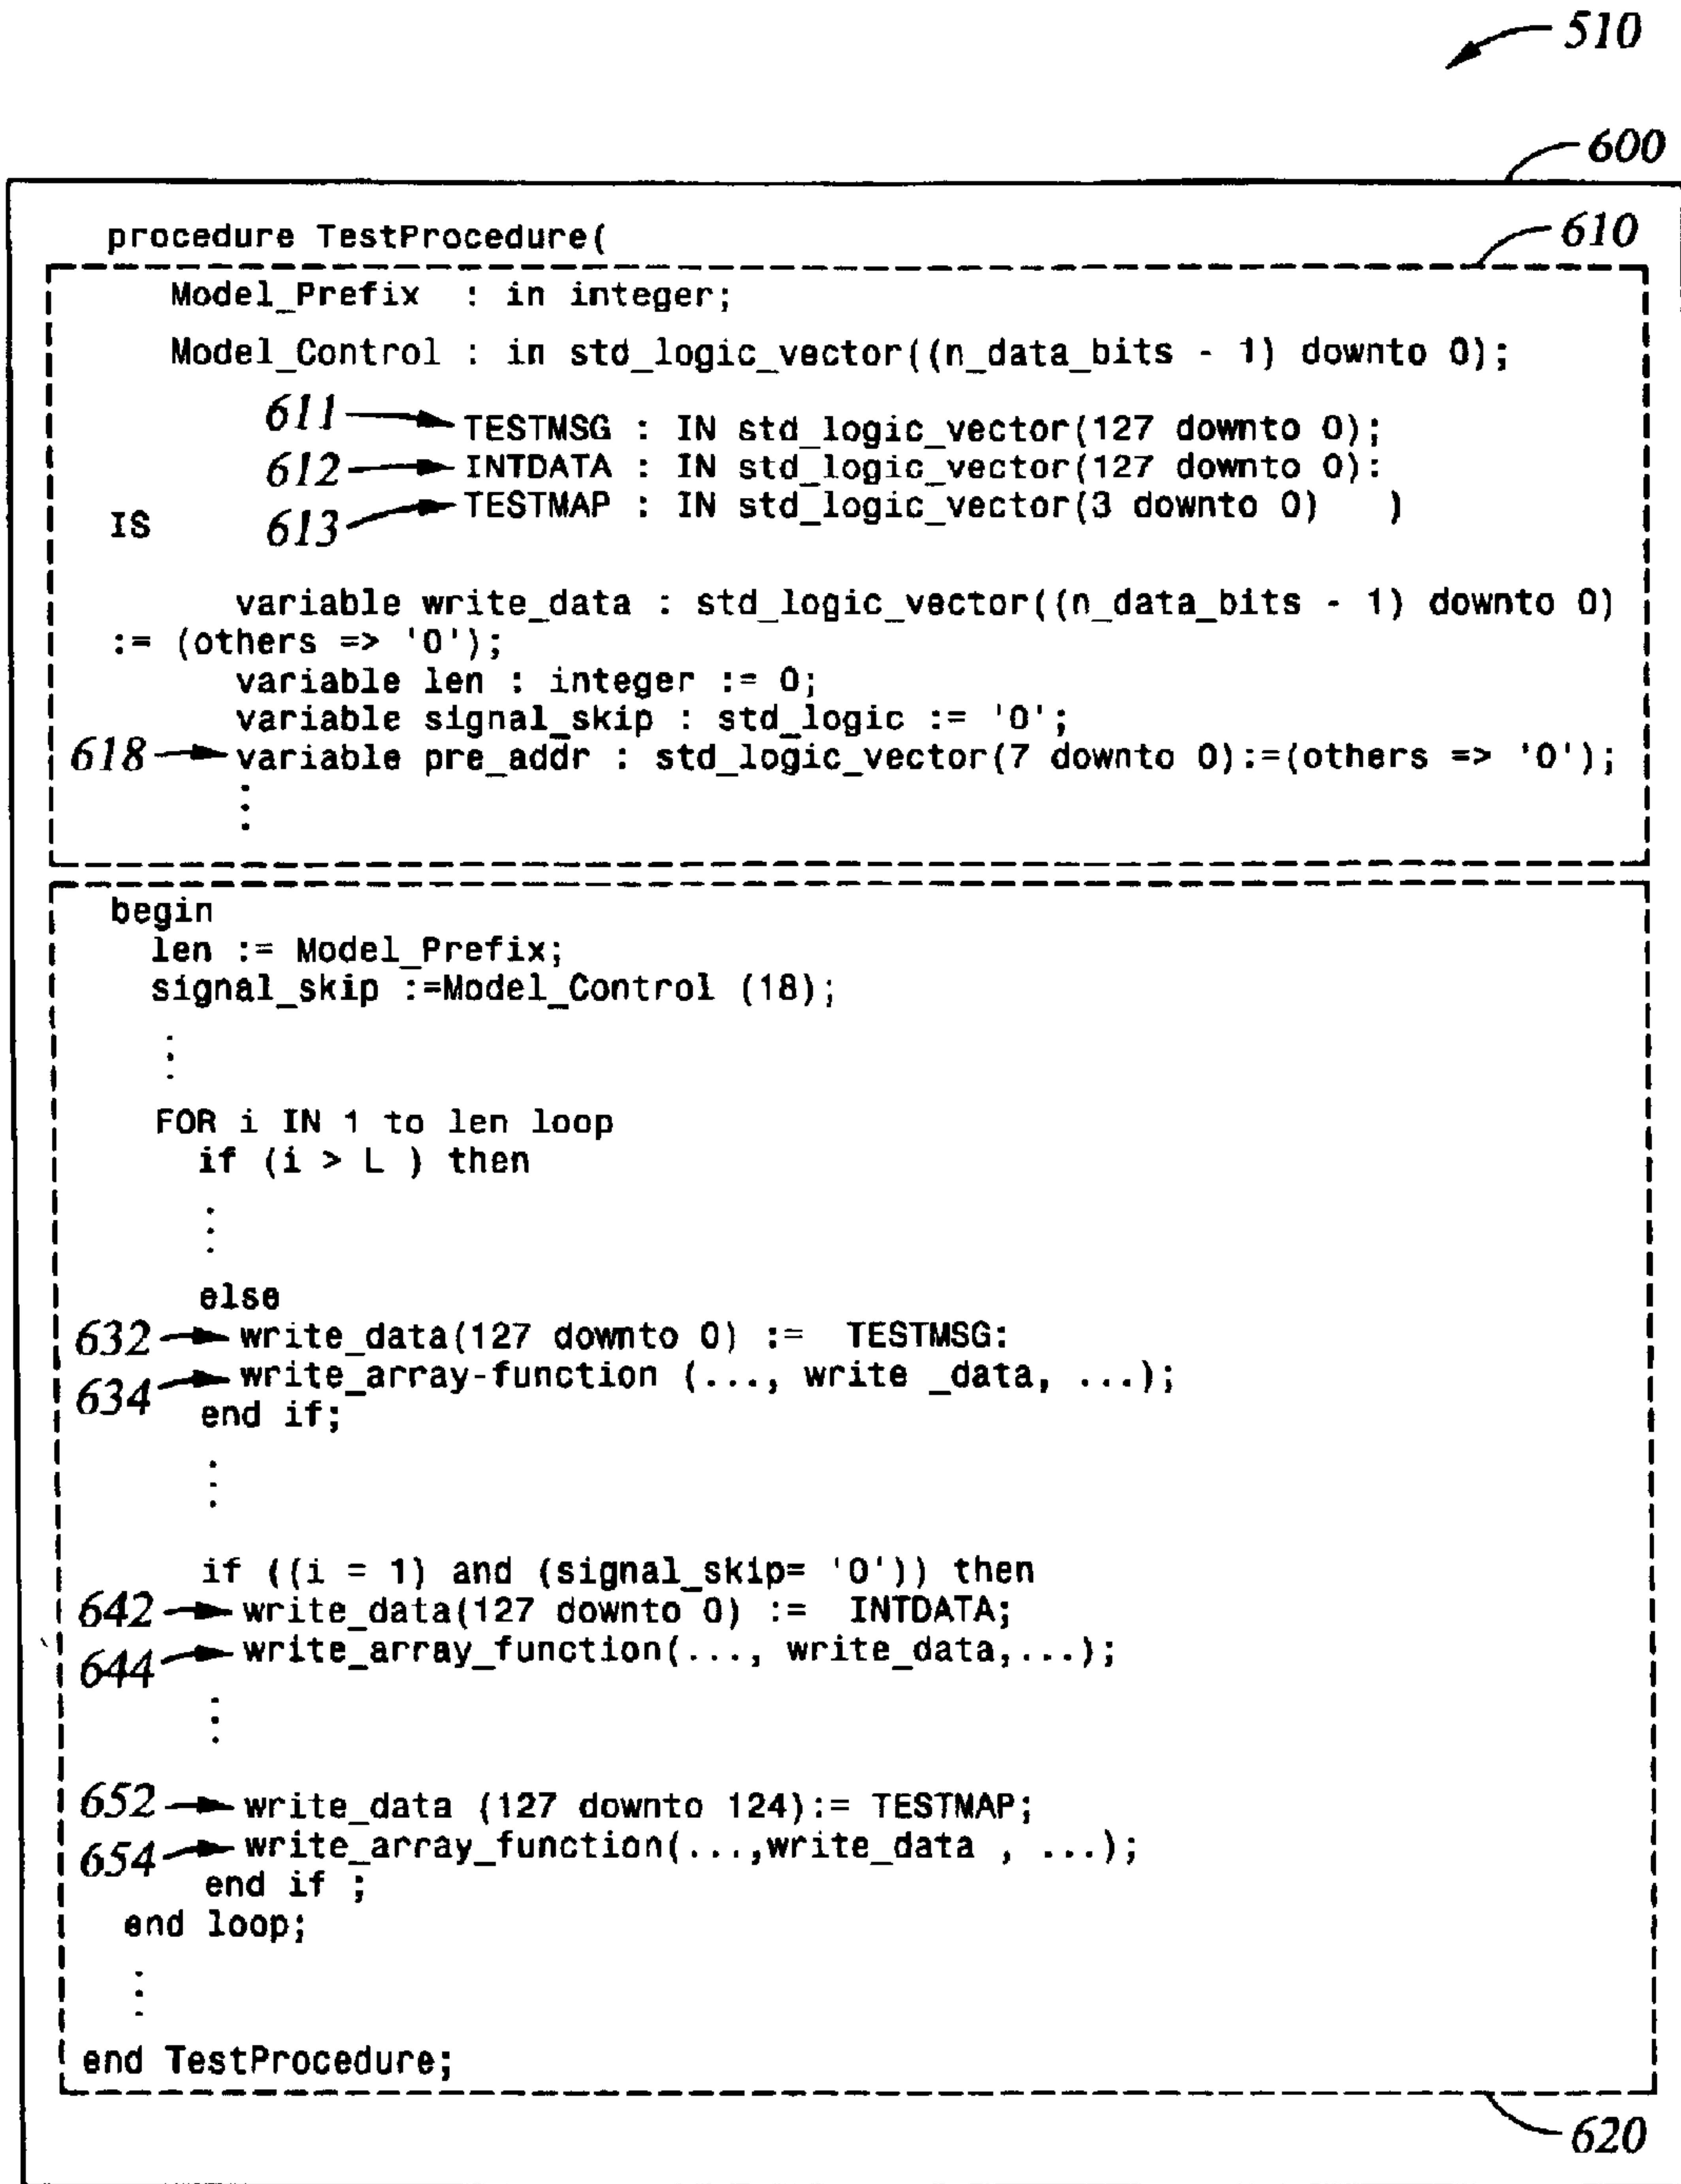 510
600
procedure TestProcedure(
610
Model_Prefix : in integer;
Model_Control : in std_logic_vector((n_data_bits - 1) downto 0);
611 TESTMSG : IN std_logic_vector(127 downto 0);
612 INTDATA : IN std_logic_vector(127 downto 0):
613 TESTMAP : IN std_logic_vector(3 downto 0) )
IS
variable write_data : std_logic_vector((n_data_bits - 1) downto 0)
:= (others => '0');
variable len : integer := 0;
variable signal_skip : std_logic := '0';
618 variable pre_addr : std_logic_vector(7 downto 0):=(others => '0');
begin
len := Model_Prefix;
signal_skip :=Model_Control (18);
FOR i IN 1 to len loop
if (i > L ) then
else
632 write_data(127 downto 0) := TESTMSG:
634 write_array-function (..., write _data, ...);
end if;
if ((i = 1) and (signal_skip= '0')) then
642 write_data(127 downto 0) := INTDATA;
644 write_array_function(..., write_data,...);
652 write_data (127 downto 124):= TESTMAP;
654 write_array_function(...,write_data , ...);
end if ;
end loop;
end TestProcedure;
620